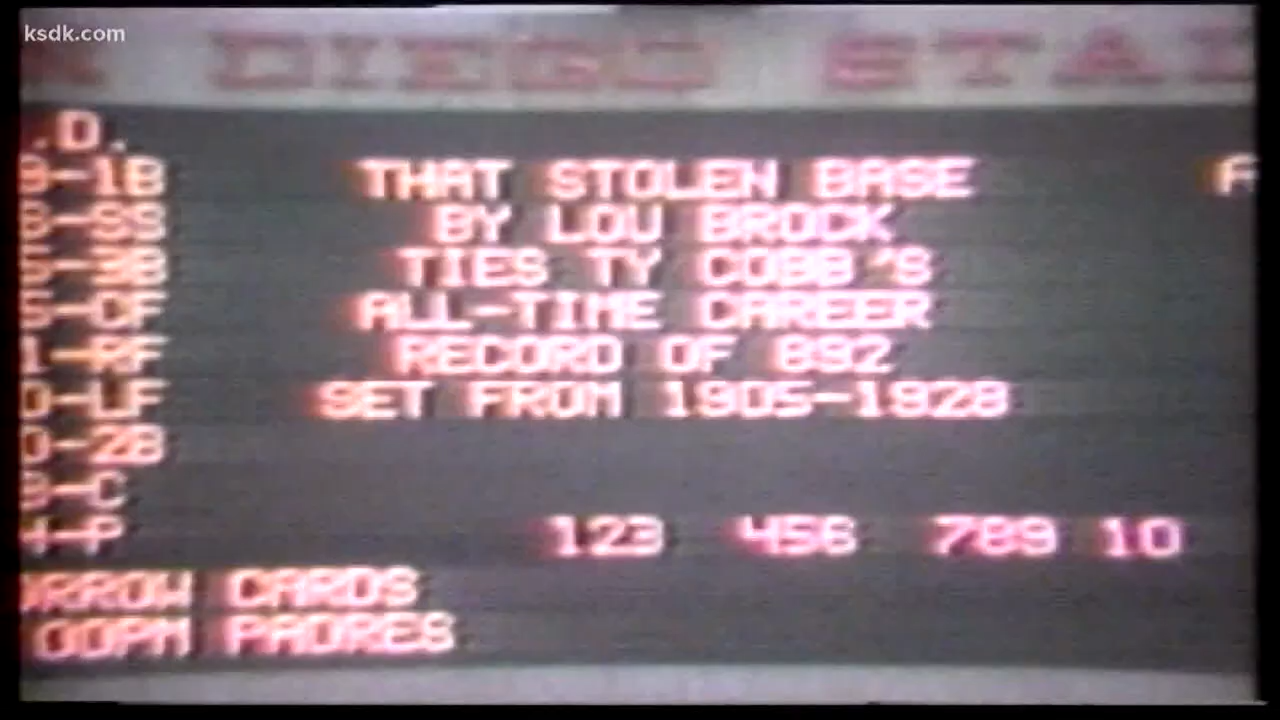 ksdk.com
DIEGO STA
.D.
9-1B
THAT STOLEN BASE
8-SS
BY LOU BROCK
5-3B
TIES TY COBB'S
5-CF
ALL-TIME CAREER
1-RF
RECORD OF 892
0-LF
SET FROM 1905-1928
0-2B
8-C
4-P
123 456 789 10
RROW CARDS
00PM PADRES